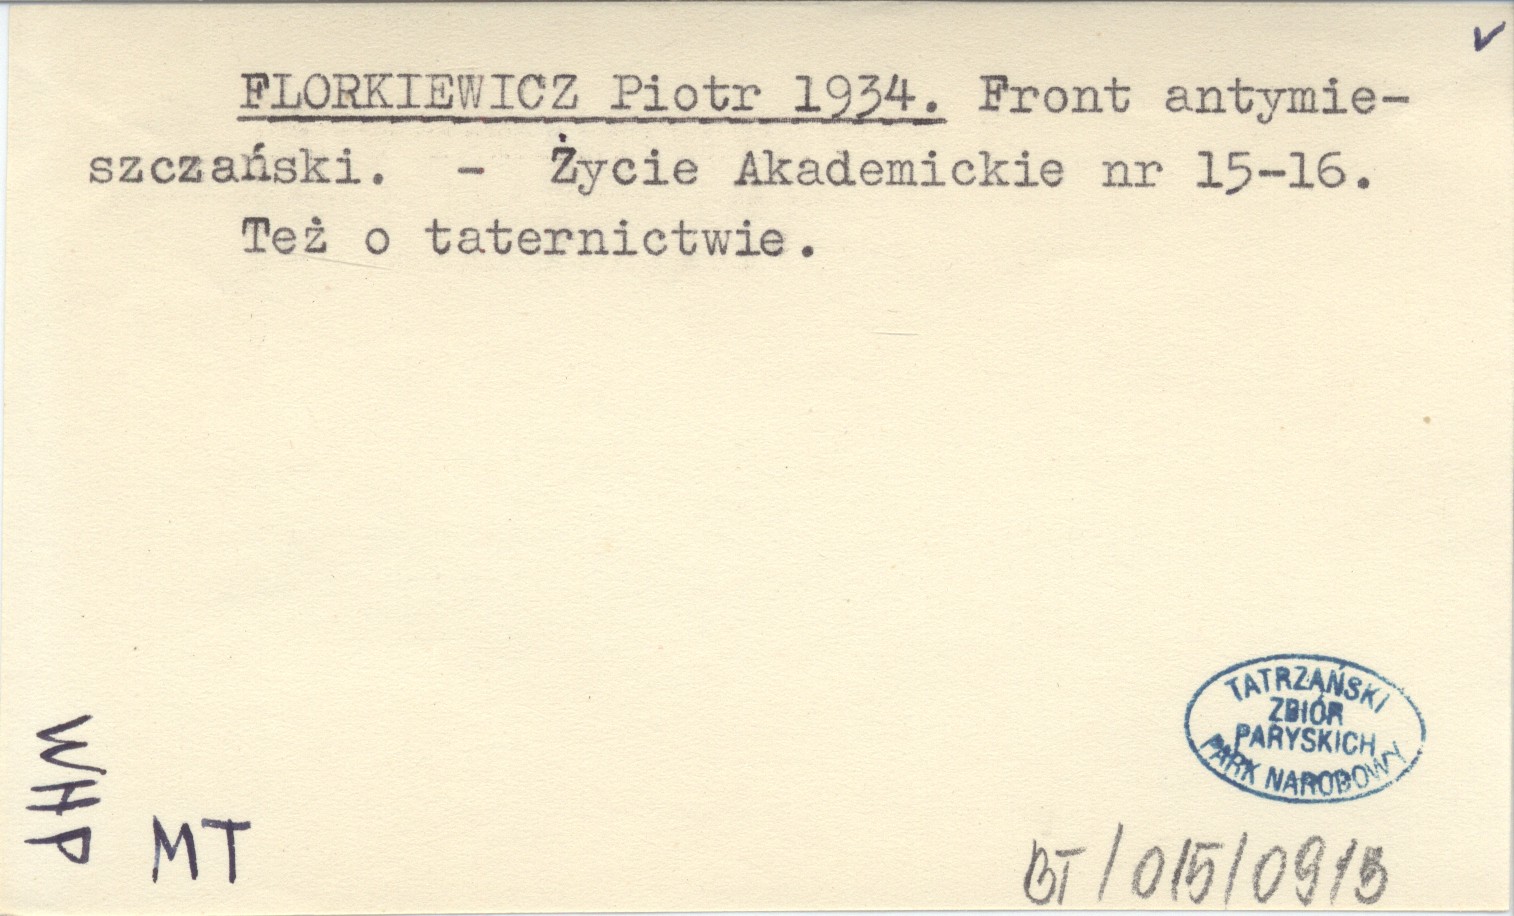 FLORKIEWICZ Piotr 1934. Front antymie-
szczański. - Życie Akademickie nr 15-16.
Też o taternictwie.
TATRZAŃSKI
ZBIÓR
PARYSKICH
PARK NARODOWY
WHP
MT
BT/015/0913